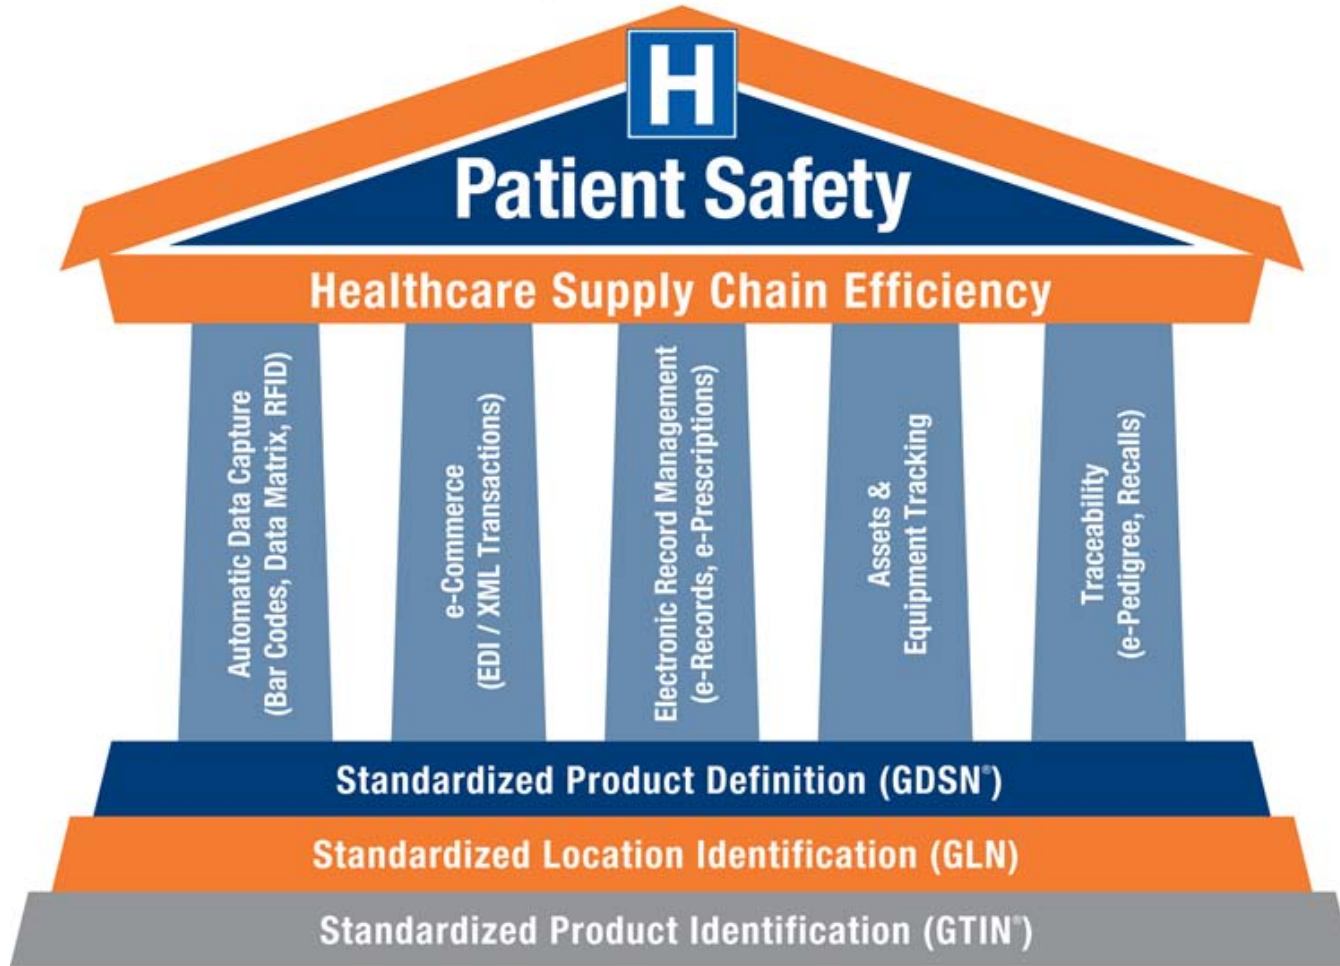 H
Patient Safety
Healthcare Supply Chain Efficiency
Automatic Data Capture
(Bar Codes, Data Matrix, RFID)
e-Commerce
(EDI / XML Transactions)
Electronic Record Management
(e-Records, e-Prescriptions)
Assets &
Equipment Tracking
Traceability
(e-Pedigree, Recalls)
Standardized Product Definition (GDSN®)
Standardized Location Identification (GLN)
Standardized Product Identification (GTIN®)